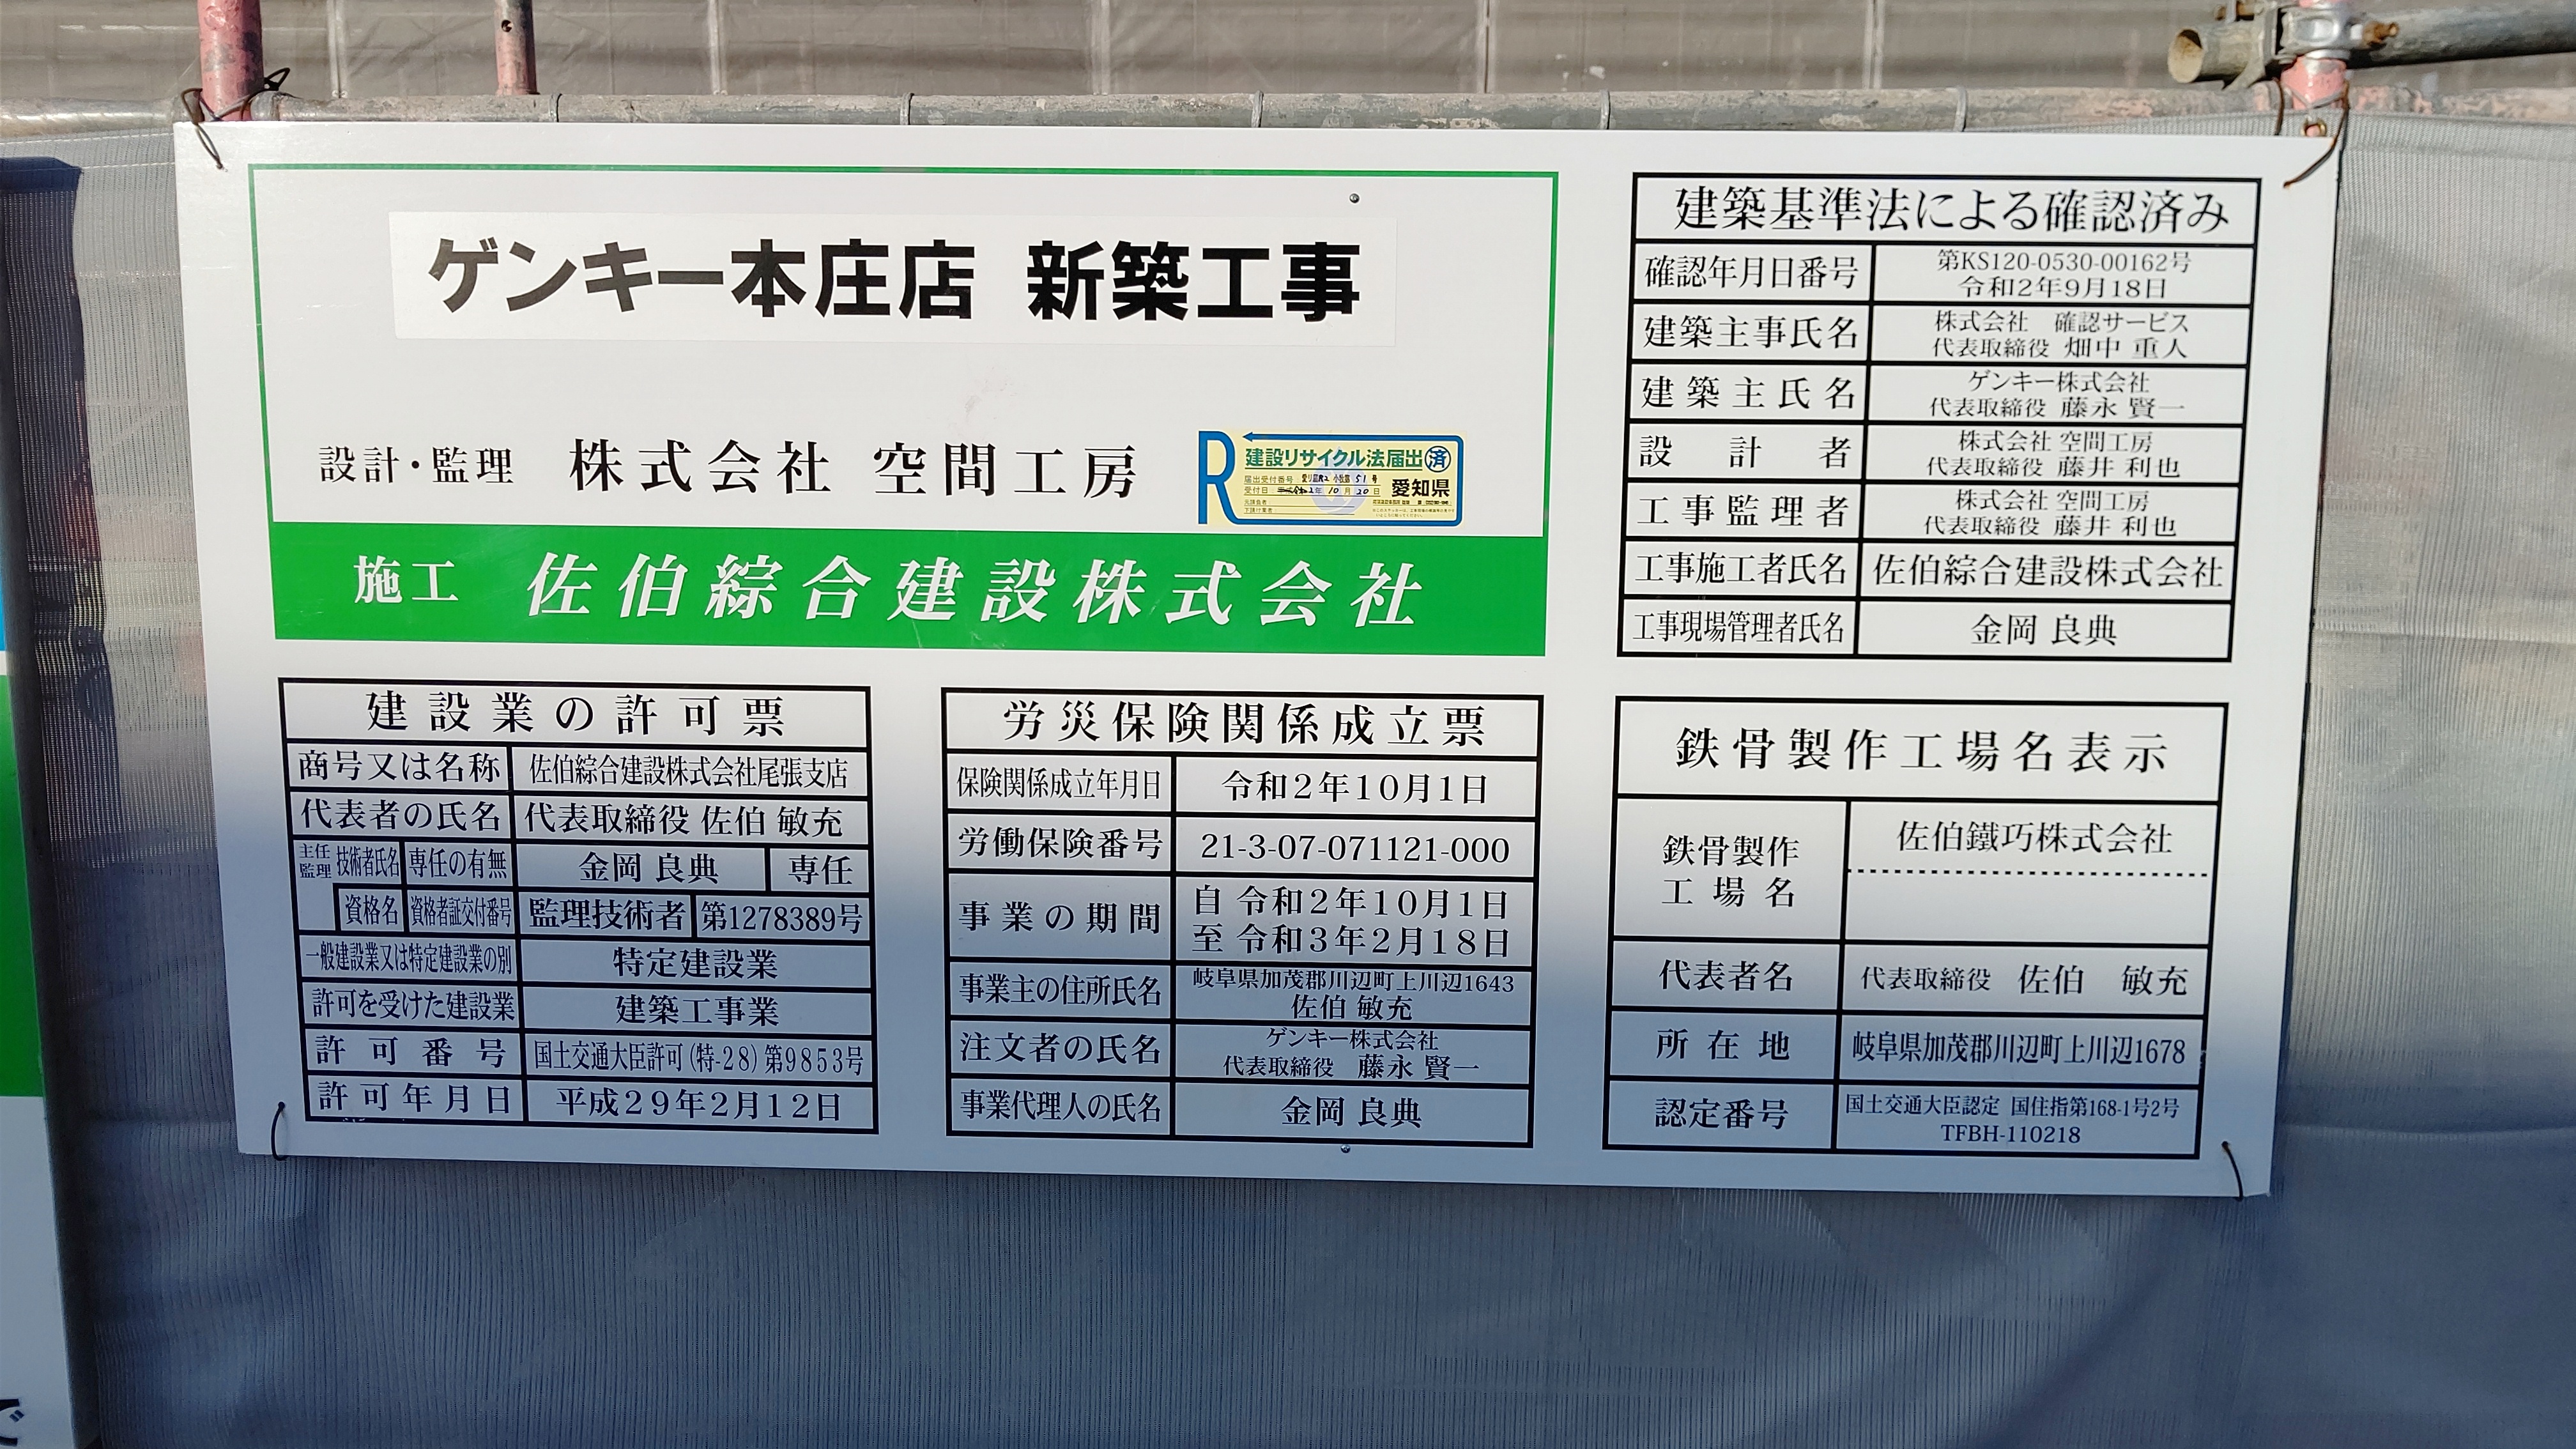 ゲンキー本庄店 新築工事
設計・監理 株式会社 空間工房
R
建設リサイクル法届出済
届出受付番号 51号
受付日 令和2年10月20日
愛知県
施工 佐伯綜合建設株式会社
建築基準法による確認済み
確認年月日番号 第KS120-0530-00162号
令和2年9月18日
建築主事氏名 株式会社 確認サービス
代表取締役 畑中 重人
建築主氏名 ゲンキー株式会社
代表取締役 藤永 賢一
設計者 株式会社 空間工房
代表取締役 藤井 利也
工事監理者 株式会社 空間工房
代表取締役 藤井 利也
工事施工者氏名 佐伯綜合建設株式会社
工事現場管理者氏名 金岡 良典
建設業の許可票
商号又は名称 佐伯綜合建設株式会社尾張支店
代表者の氏名 代表取締役 佐伯 敏充
主任監理 技術者氏名 専任の有無 金岡 良典 専任
資格名 資格者証交付番号 監理技術者 第1278389号
一般建設業又は特定建設業の別 特定建設業
許可を受けた建設業 建築工事業
許可番号 国土交通大臣許可(特-28)第9853号
許可年月日 平成29年2月12日
労災保険関係成立票
保険関係成立年月日 令和2年10月1日
労働保険番号 21-3-07-071121-000
事業の期間 自 令和2年10月1日
至 令和3年2月18日
事業主の住所氏名 岐阜県加茂郡川辺町上川辺1643
佐伯 敏充
注文者の氏名 ゲンキー株式会社
代表取締役 藤永 賢一
事業代理人の氏名 金岡 良典
鉄骨製作工場名表示
鉄骨製作工場名 佐伯鐵巧株式会社
代表者名 代表取締役 佐伯 敏充
所在地 岐阜県加茂郡川辺町上川辺1678
認定番号 国土交通大臣認定 国住指第168-1号2号
TFBH-110218